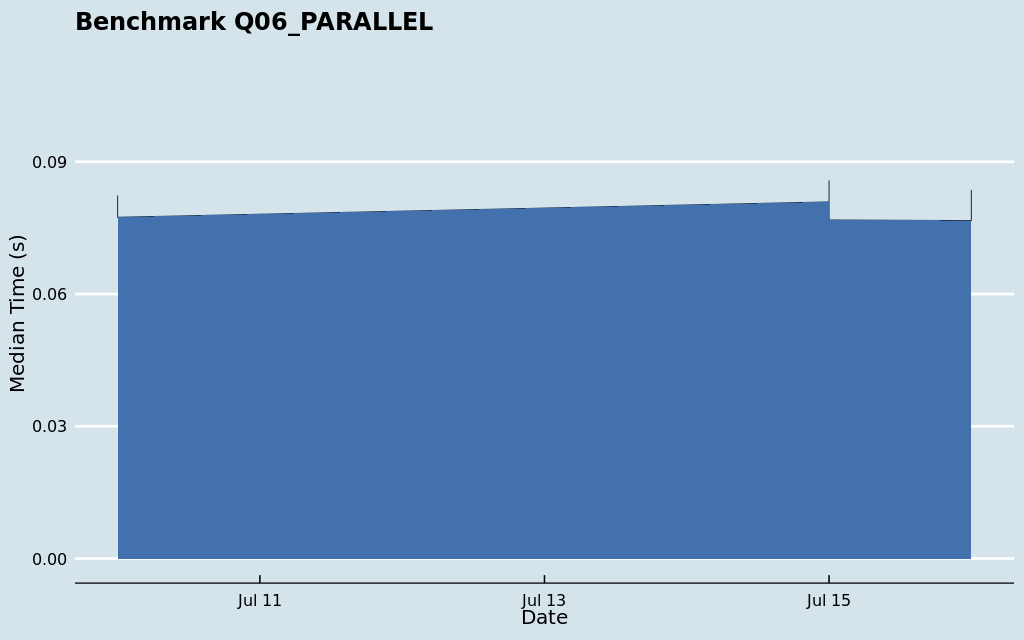 Benchmark Q06_PARALLEL
Median Time (s)
0.09
0.06
0.03
0.00
Jul 11 Jul 13 Jul 15
Date